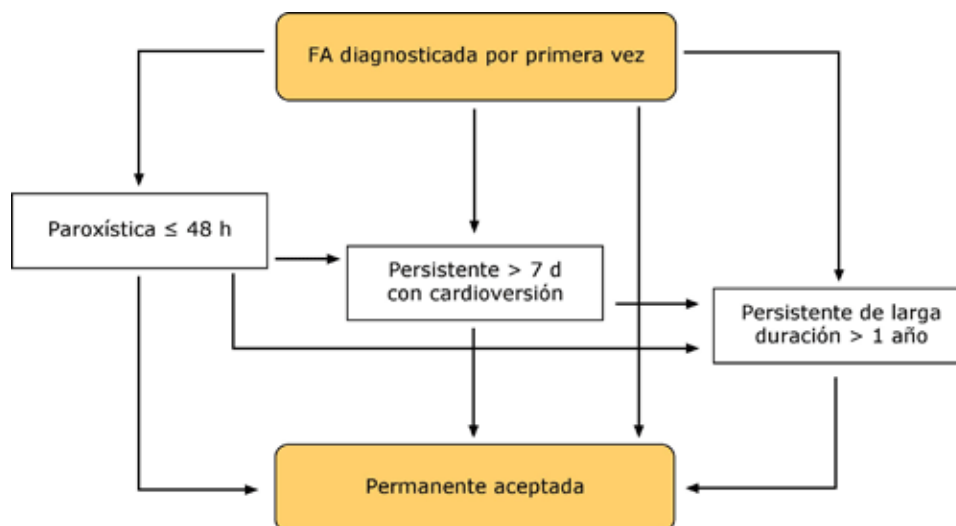 FA diagnosticada por primera vez
Paroxística ≤ 48 h
Persistente > 7 d
con cardioversión
Persistente de larga
duración > 1 año
Permanente aceptada